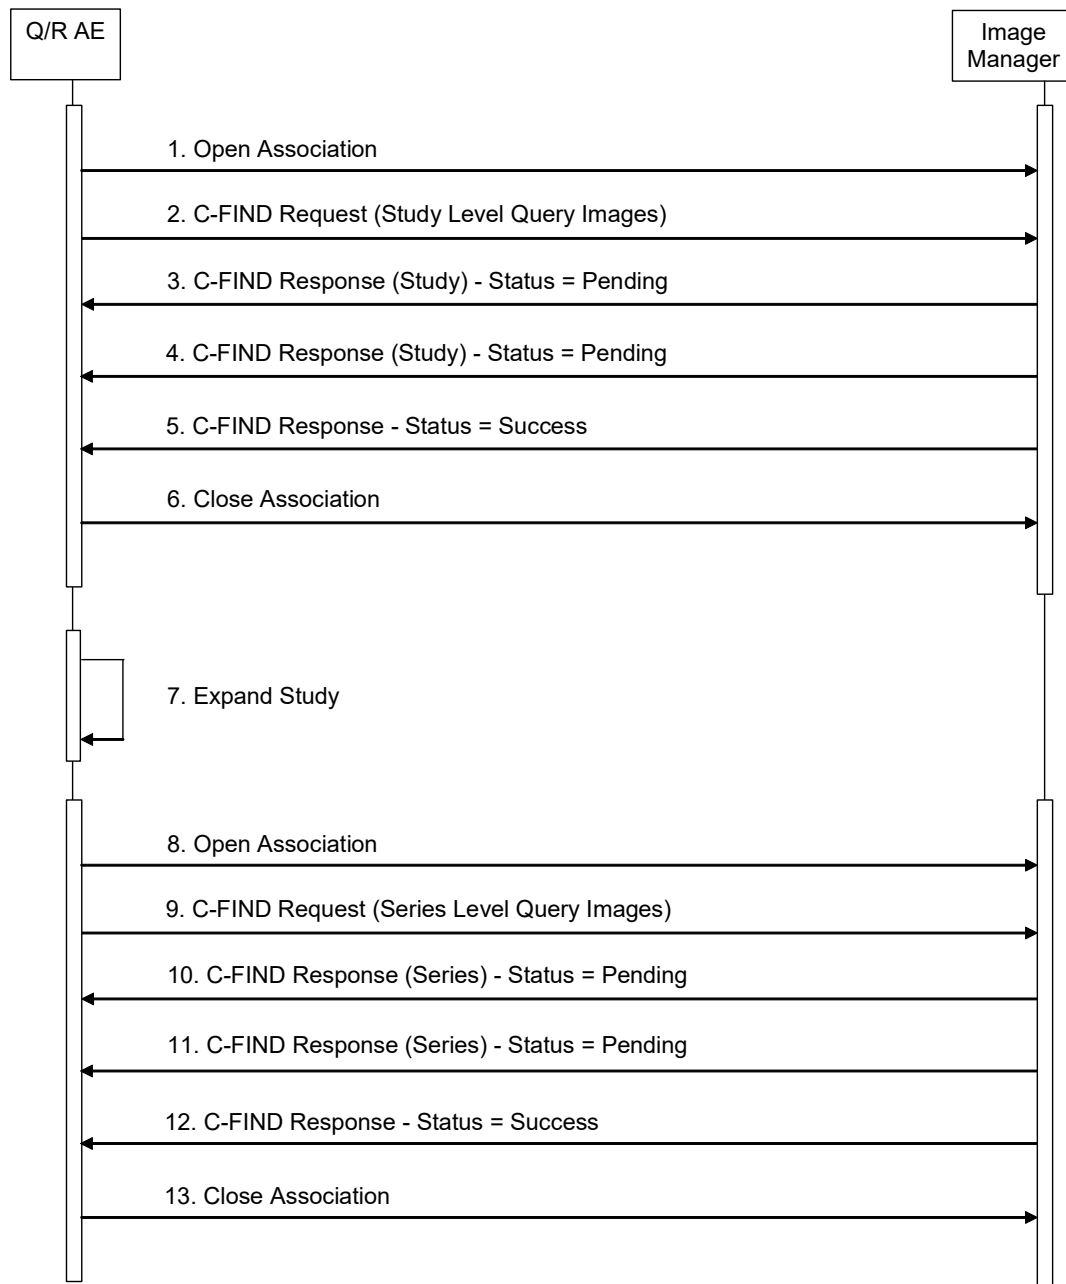 Q/R AE
Image
Manager
1. Open Association
2. C-FIND Request (Study Level Query Images)
3. C-FIND Response (Study) - Status = Pending
4. C-FIND Response (Study) - Status = Pending
5. C-FIND Response - Status = Success
6. Close Association
7. Expand Study
8. Open Association
9. C-FIND Request (Series Level Query Images)
10. C-FIND Response (Series) - Status = Pending
11. C-FIND Response (Series) - Status = Pending
12. C-FIND Response - Status = Success
13. Close Association